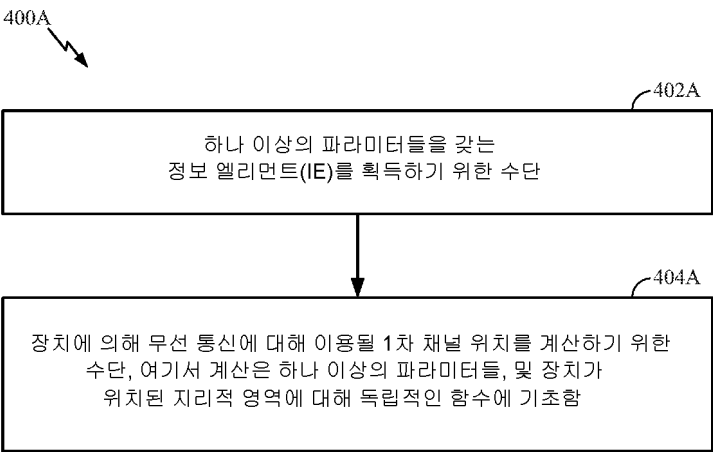 400A
402A
하나 이상의 파라미터들을 갖는
정보 엘리먼트(IE)를 획득하기 위한 수단
404A
장치에 의해 무선 통신에 대해 이용될 1차 채널 위치를 계산하기 위한
수단, 여기서 계산은 하나 이상의 파라미터들, 및 장치가
위치된 지리적 영역에 대해 독립적인 함수에 기초함